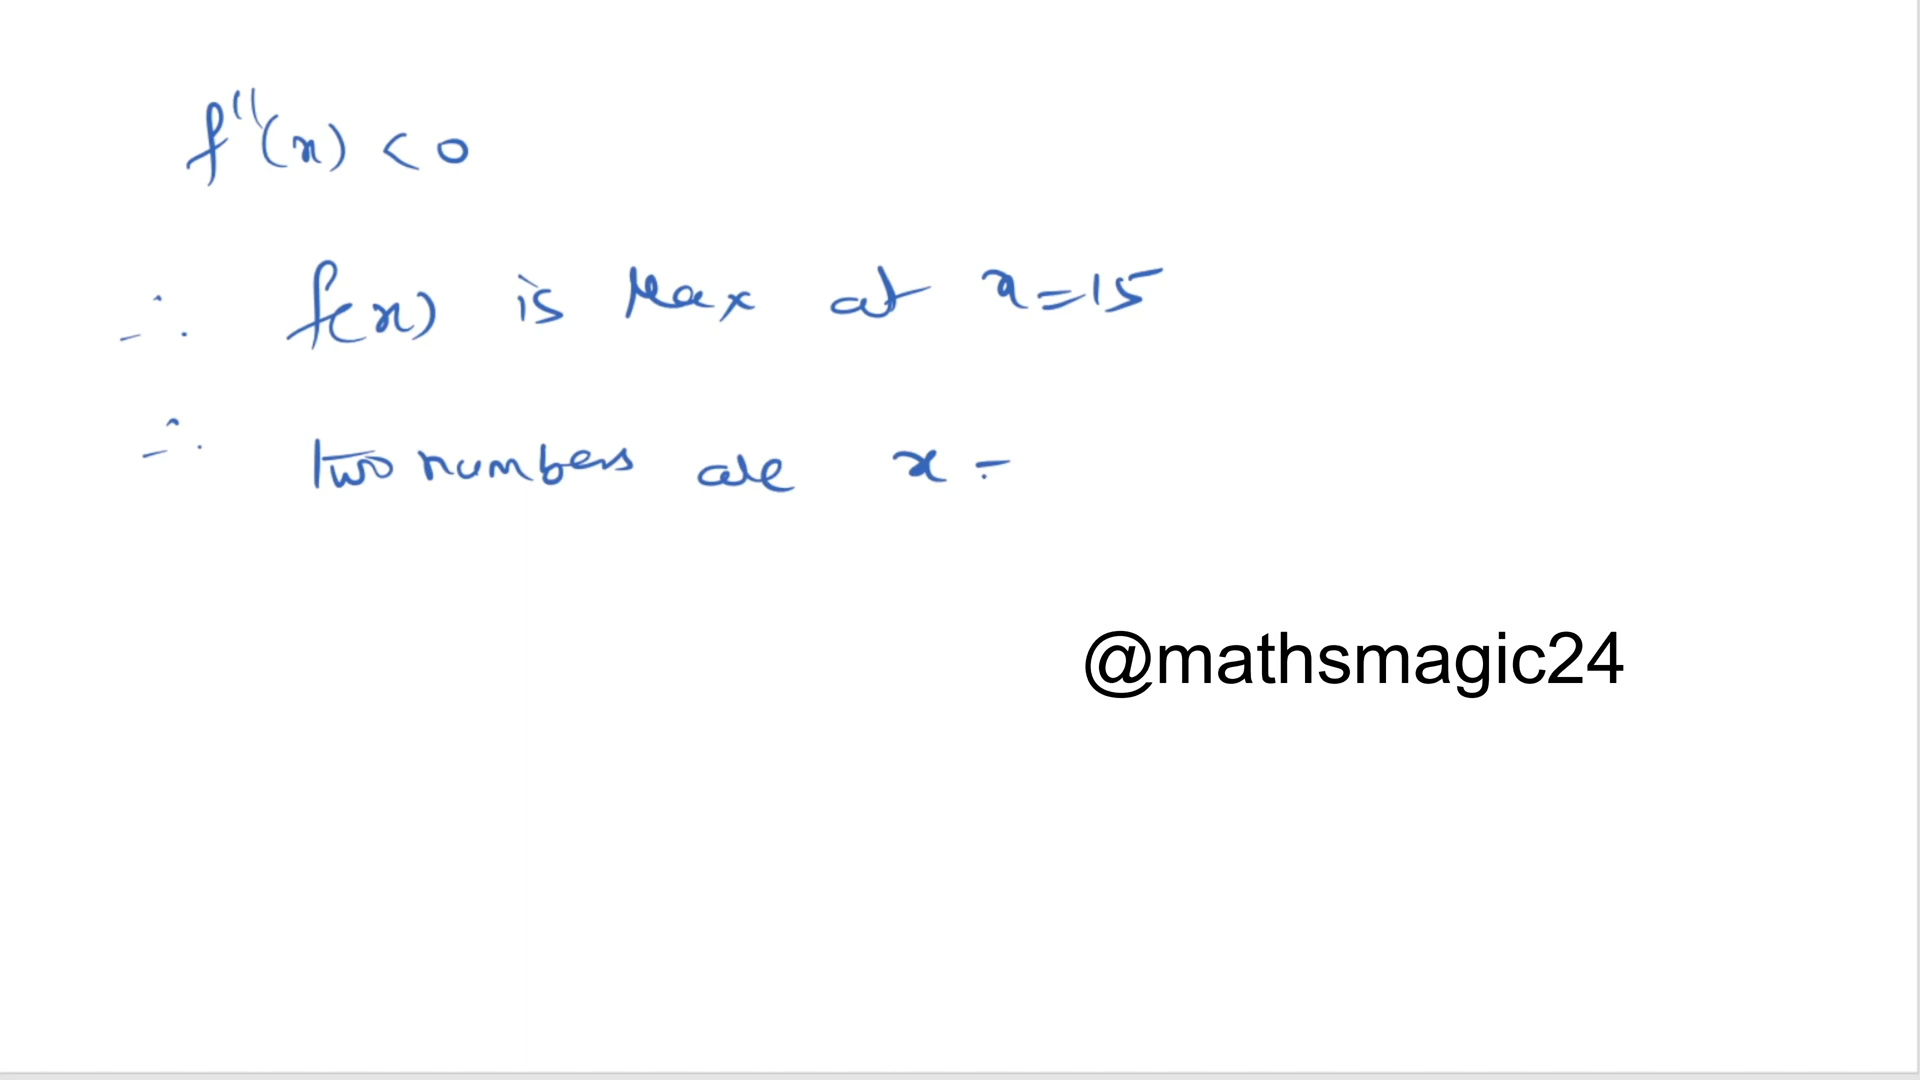 f''(x) < 0
∴ f(x) is Max at x=15
∴ two numbers are x =
@mathsmagic24